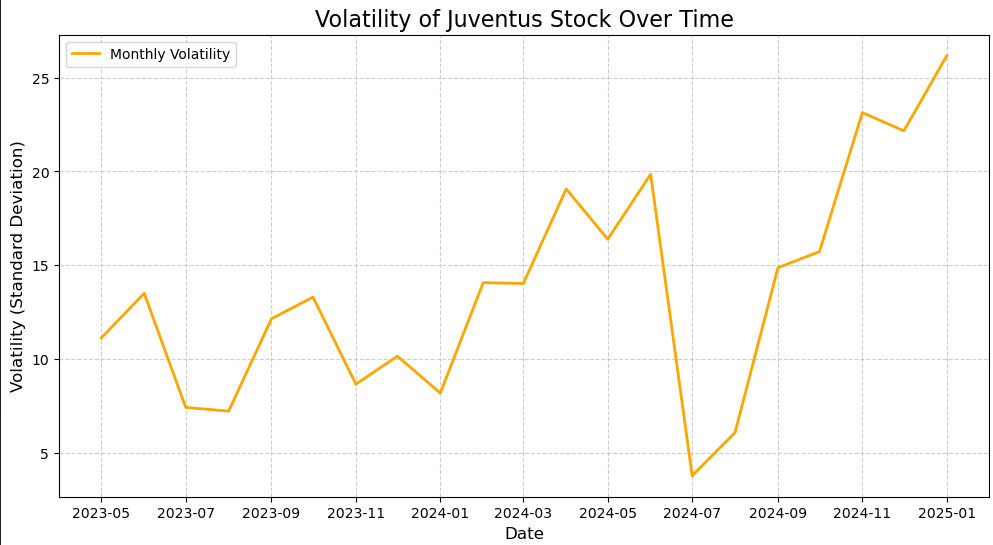 Volatility of Juventus Stock Over Time
Monthly Volatility
Volatility (Standard Deviation)
25
20
15
10
5
2023-05 2023-07 2023-09 2023-11 2024-01 2024-03 2024-05 2024-07 2024-09 2024-11 2025-01
Date